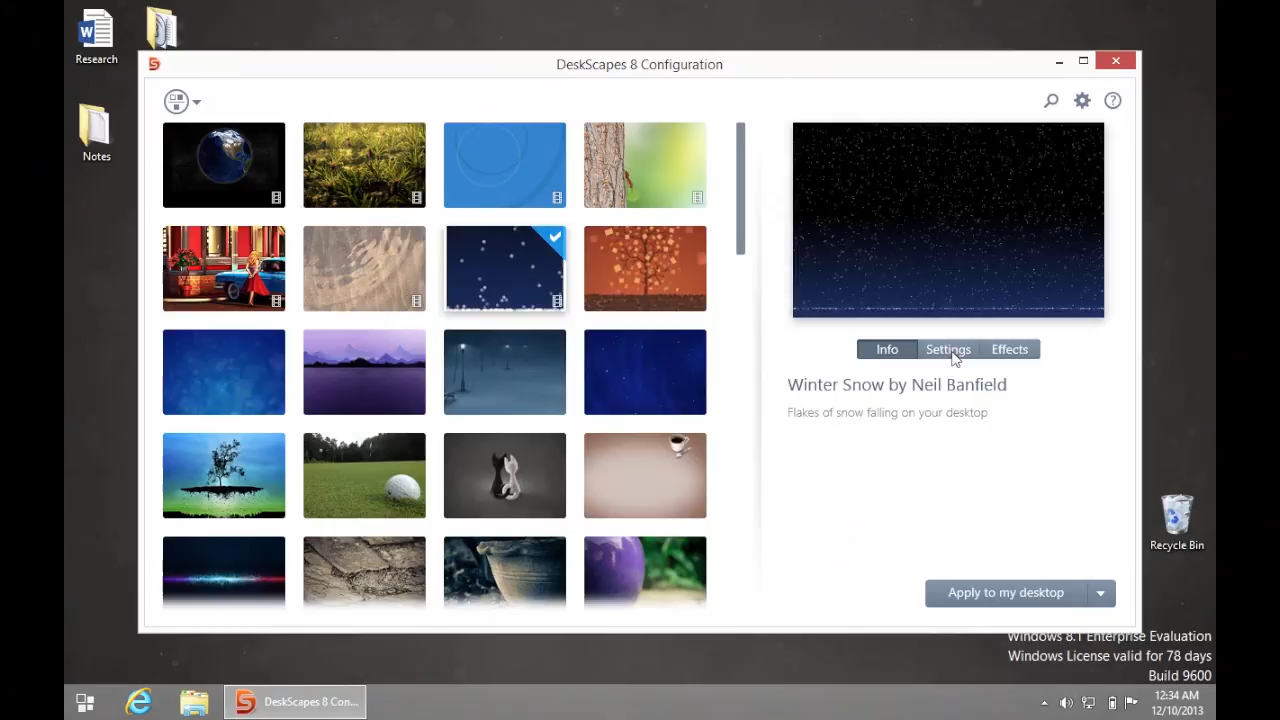 Research
Notes
DeskScapes 8 Configuration
Info
Settings
Effects
Winter Snow by Neil Banfield
Flakes of snow falling on your desktop
Apply to my desktop
Recycle Bin
Windows 8.1 Enterprise Evaluation
Windows License valid for 78 days
Build 9600
DeskScapes 8 Con...
12:34 AM
12/10/2013